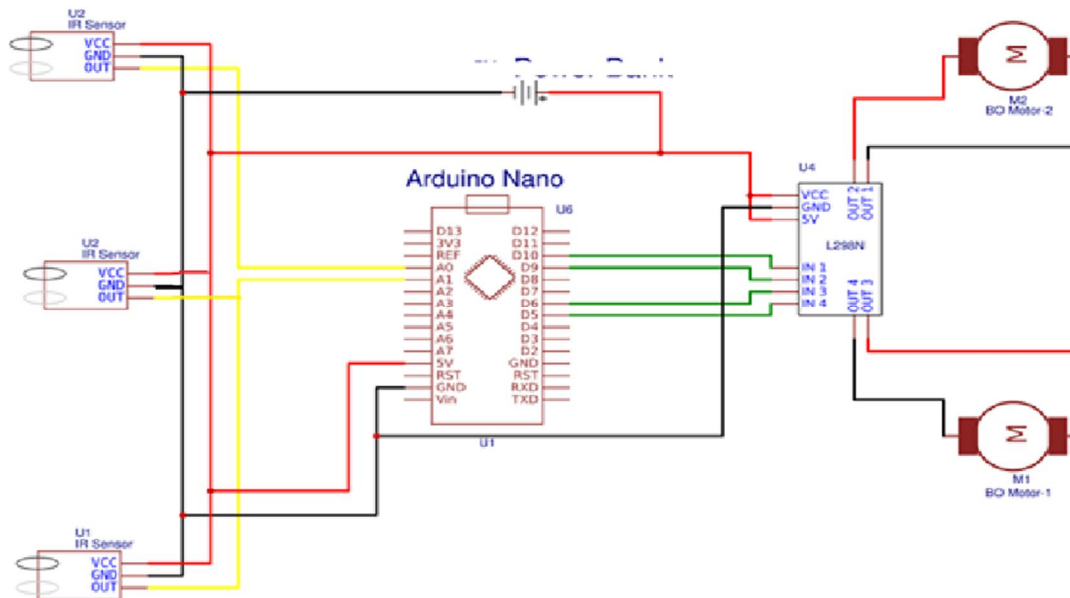 U2
IR Sensor
VCC
GND
OUT
Power Bank
M
M2
BO Motor-2
U4
VCC
GND
5V
OUT 2
OUT 1
L298N
IN 1
IN 2
IN 3
IN 4
OUT 4
OUT 3
Arduino Nano
U6
D13
3V3
REF
A0
A1
A2
A3
A4
A5
A6
A7
5V
RST
GND
Vin
D12
D11
D10
D9
D8
D7
D6
D5
D4
D3
D2
GND
RST
RXD
TXD
U1
U2
IR Sensor
VCC
GND
OUT
M
M1
BO Motor-1
U1
IR Sensor
VCC
GND
OUT